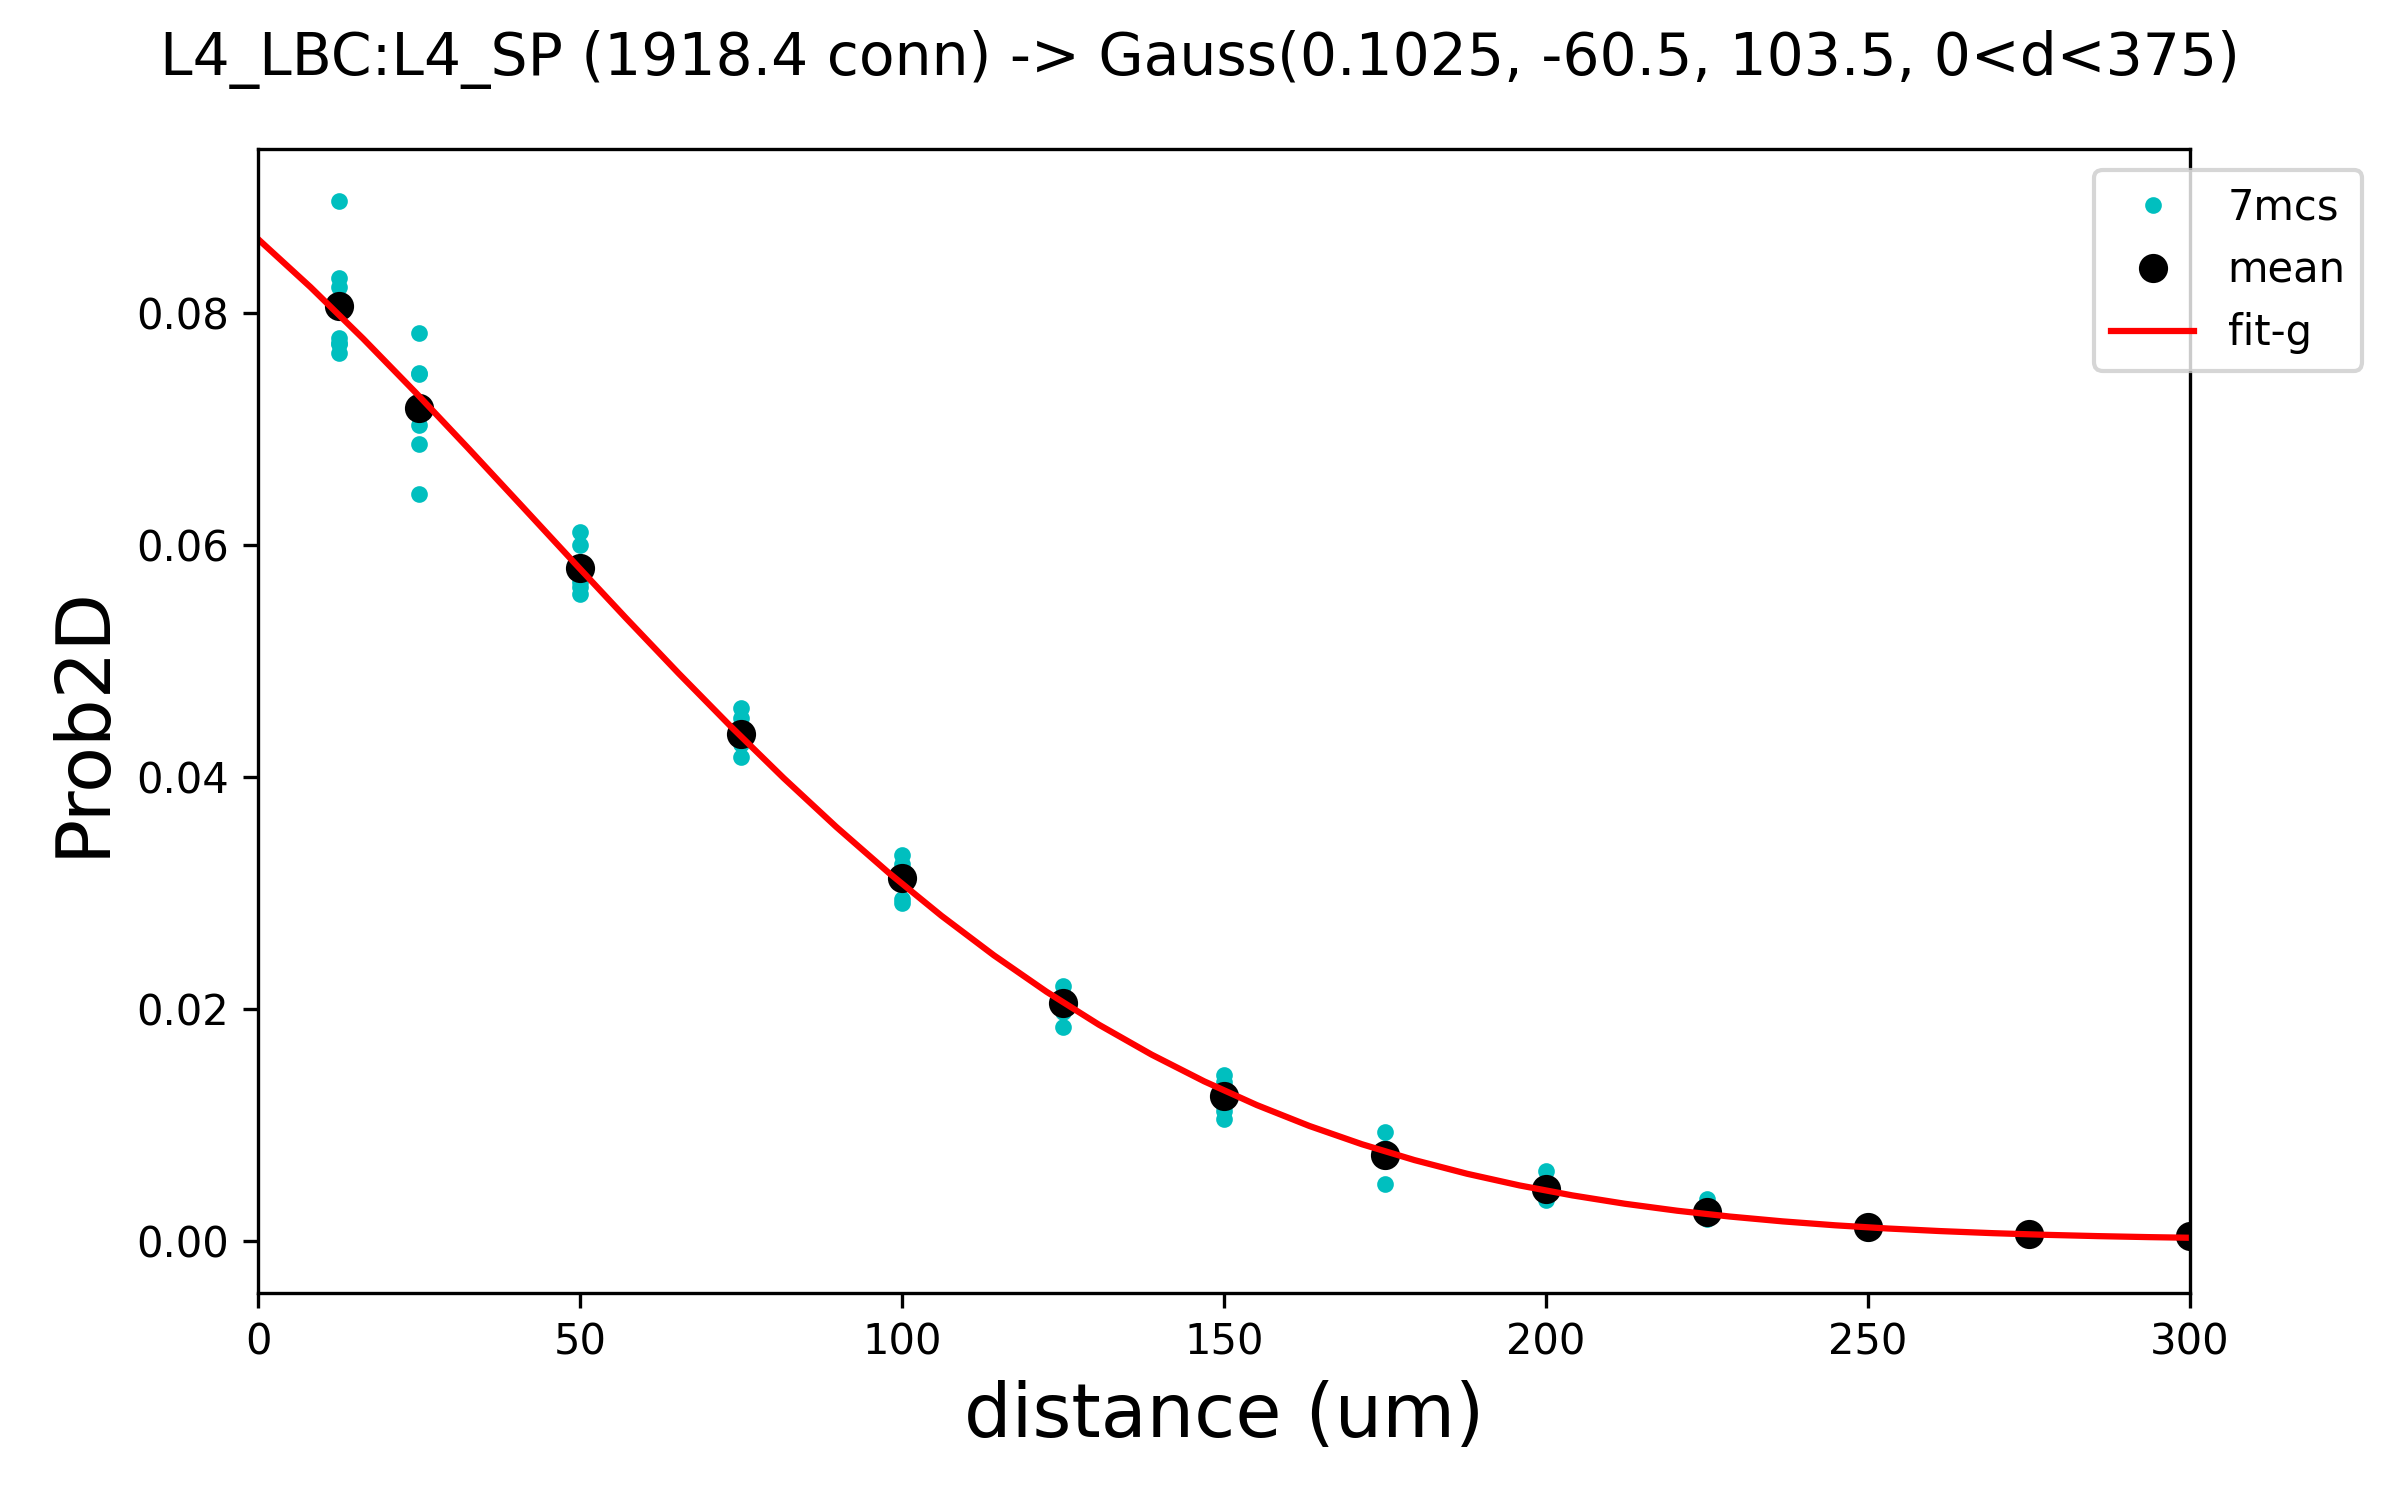 L4_LBC:L4_SP (1918.4 conn) -> Gauss(0.1025, -60.5, 103.5, 0<d<375)
7mcs
mean
fit-g
0.08
0.06
0.04
0.02
0.00
Prob2D
0 50 100 150 200 250 300
distance (um)